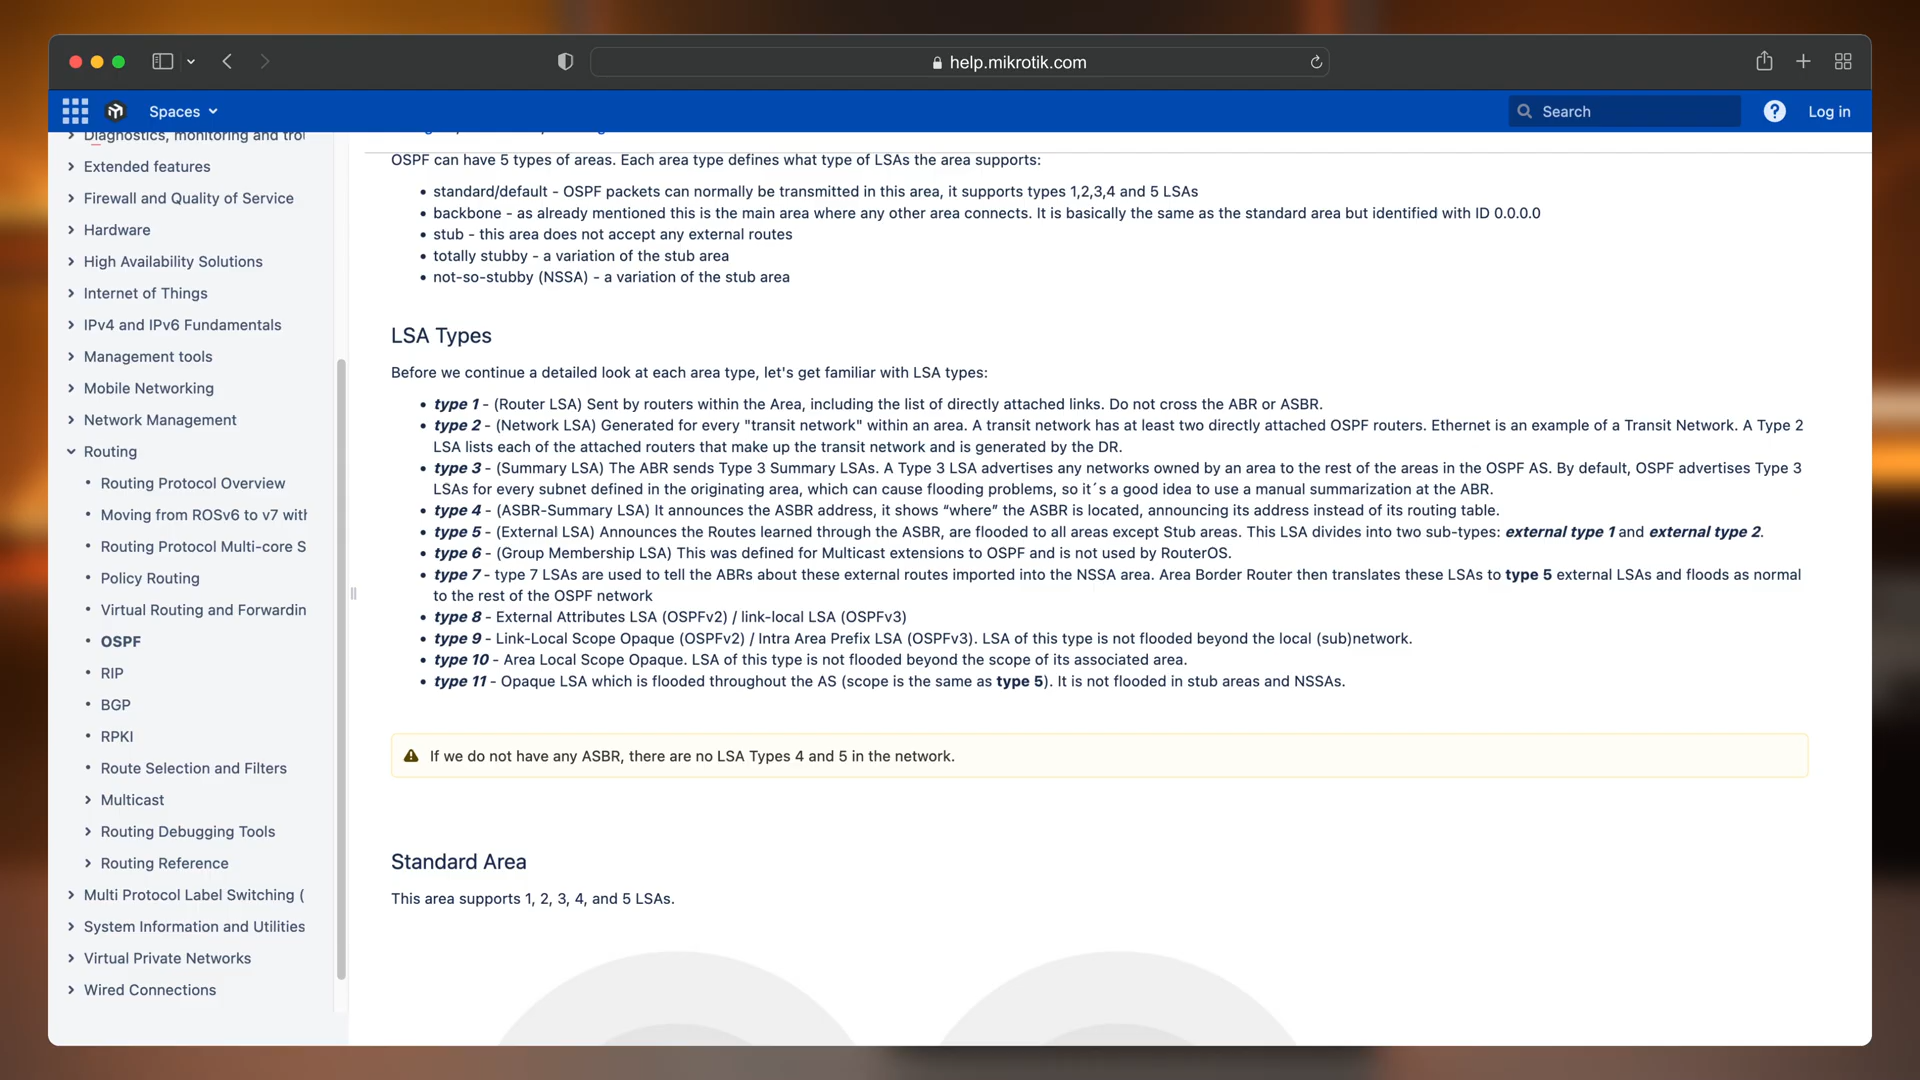 help.mikrotik.com
Spaces
Search
Log in
Diagnostics, monitoring and trou
Extended features
Firewall and Quality of Service
Hardware
High Availability Solutions
Internet of Things
IPv4 and IPv6 Fundamentals
Management tools
Mobile Networking
Network Management
Routing
• Routing Protocol Overview
• Moving from ROSv6 to v7 with
• Routing Protocol Multi-core S
• Policy Routing
• Virtual Routing and Forwardin
• OSPF
• RIP
• BGP
• RPKI
• Route Selection and Filters
Multicast
Routing Debugging Tools
Routing Reference
Multi Protocol Label Switching (
System Information and Utilities
Virtual Private Networks
Wired Connections
OSPF can have 5 types of areas. Each area type defines what type of LSAs the area supports:
• standard/default - OSPF packets can normally be transmitted in this area, it supports types 1,2,3,4 and 5 LSAs
• backbone - as already mentioned this is the main area where any other area connects. It is basically the same as the standard area but identified with ID 0.0.0.0
• stub - this area does not accept any external routes
• totally stubby - a variation of the stub area
• not-so-stubby (NSSA) - a variation of the stub area
LSA Types
Before we continue a detailed look at each area type, let's get familiar with LSA types:
• type 1 - (Router LSA) Sent by routers within the Area, including the list of directly attached links. Do not cross the ABR or ASBR.
• type 2 - (Network LSA) Generated for every "transit network" within an area. A transit network has at least two directly attached OSPF routers. Ethernet is an example of a Transit Network. A Type 2
LSA lists each of the attached routers that make up the transit network and is generated by the DR.
• type 3 - (Summary LSA) The ABR sends Type 3 Summary LSAs. A Type 3 LSA advertises any networks owned by an area to the rest of the areas in the OSPF AS. By default, OSPF advertises Type 3
LSAs for every subnet defined in the originating area, which can cause flooding problems, so it´s a good idea to use a manual summarization at the ABR.
• type 4 - (ASBR-Summary LSA) It announces the ASBR address, it shows “where” the ASBR is located, announcing its address instead of its routing table.
• type 5 - (External LSA) Announces the Routes learned through the ASBR, are flooded to all areas except Stub areas. This LSA divides into two sub-types: external type 1 and external type 2.
• type 6 - (Group Membership LSA) This was defined for Multicast extensions to OSPF and is not used by RouterOS.
• type 7 - type 7 LSAs are used to tell the ABRs about these external routes imported into the NSSA area. Area Border Router then translates these LSAs to type 5 external LSAs and floods as normal
to the rest of the OSPF network
• type 8 - External Attributes LSA (OSPFv2) / link-local LSA (OSPFv3)
• type 9 - Link-Local Scope Opaque (OSPFv2) / Intra Area Prefix LSA (OSPFv3). LSA of this type is not flooded beyond the local (sub)network.
• type 10 - Area Local Scope Opaque. LSA of this type is not flooded beyond the scope of its associated area.
• type 11 - Opaque LSA which is flooded throughout the AS (scope is the same as type 5). It is not flooded in stub areas and NSSAs.
If we do not have any ASBR, there are no LSA Types 4 and 5 in the network.
Standard Area
This area supports 1, 2, 3, 4, and 5 LSAs.